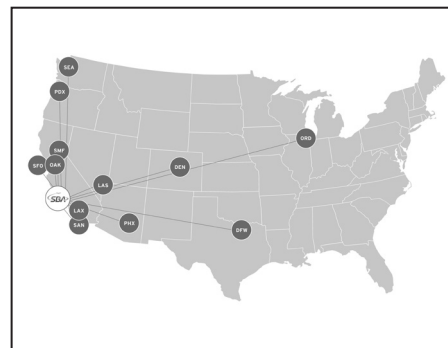 SEA
PDX
ORD
SMF
SFO
OAK
DEN
LAS
SBA
LAX
SAN
PHX
DFW